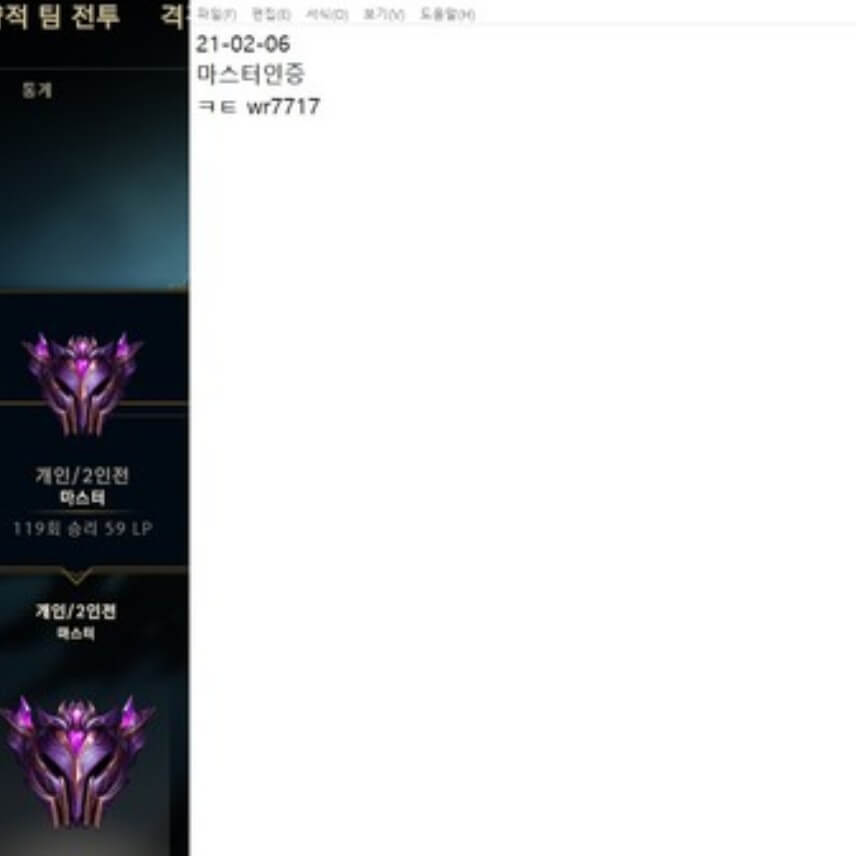 적 팀 전투
격
통계
개인/2인전
마스터
119회 승리 59 LP
개인/2인전
마스터
파일(F) 편집(E) 서식(O) 보기(V) 도움말(H)
21-02-06
마스터인증
ㅋㅌ wr7717